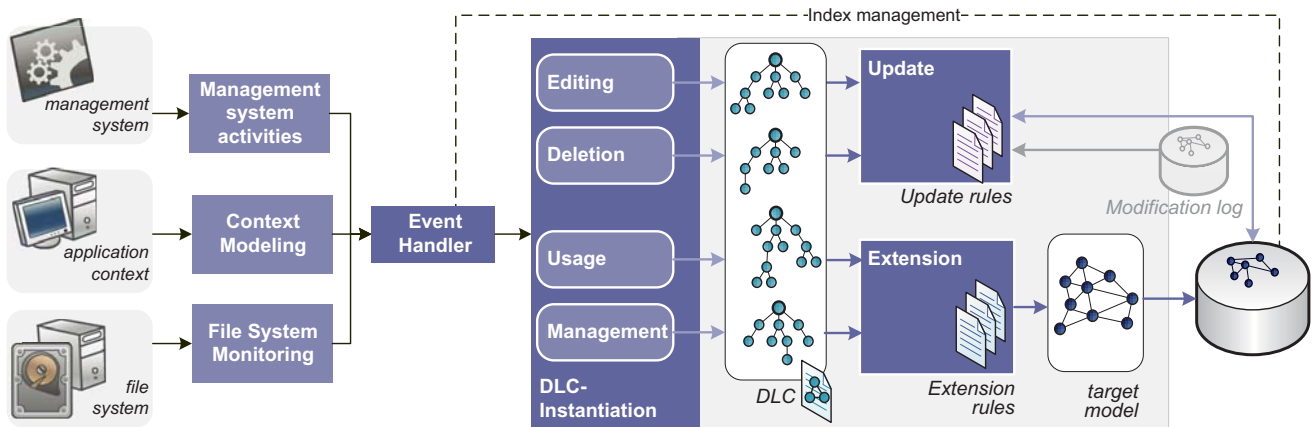 Index management
management
system
Management
system
activities
application
context
Context
Modeling
file
system
File System
Monitoring
Event
Handler
Editing
Deletion
Usage
Management
DLC-
Instantiation
DLC
Update
Update rules
Modification log
Extension
Extension
rules
target
model